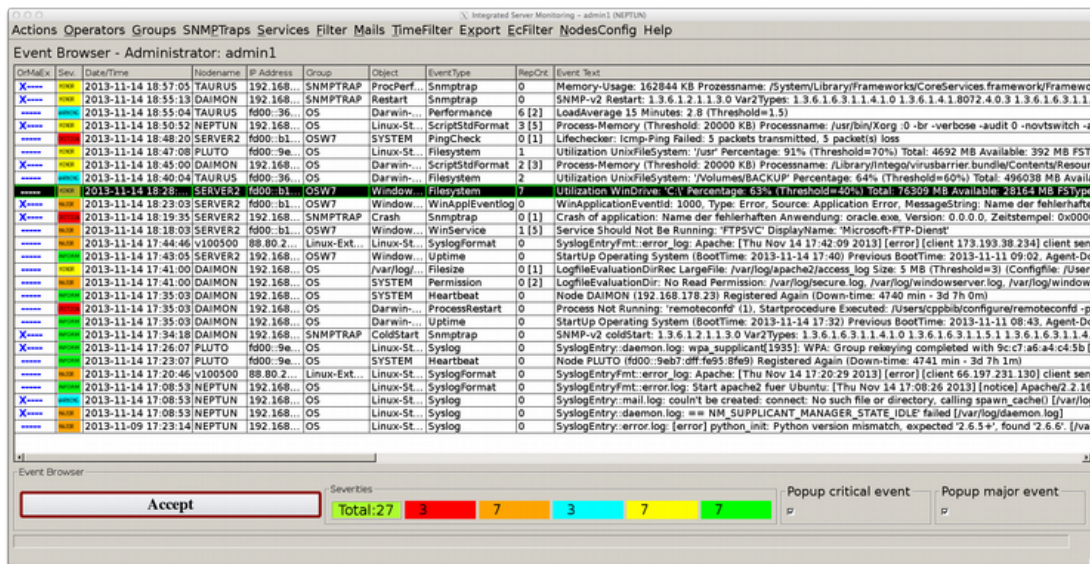 Integrated Server Monitoring – admin1 (NEPTUN)
Actions Operators Groups SNMPTraps Services Filter Mails TimeFilter Export EcFilter NodesConfig Help
Event Browser - Administrator: admin1
OrMaEx Sev. Date/Time Nodename IP Address Group Object EventType RepCnt Event Text
X---- MINOR 2013-11-14 18:57:05 TAURUS 192.168... SNMPTRAP ProcPerf... Snmptrap 0 Memory-Usage: 162844 KB Prozessname: /System/Library/Frameworks/CoreServices.framework/Framewo
X---- MINOR 2013-11-14 18:55:13 DAIMON 192.168... SNMPTRAP Restart Snmptrap 0 SNMP-v2 Restart: 1.3.6.1.2.1.1.3.0 Var2Types: 1.3.6.1.6.3.1.1.4.1.0 1.3.6.1.4.1.8072.4.0.3 1.3.6.1.6.3.1.1
----- WARNING 2013-11-14 18:55:04 TAURUS fd00::36... OS Darwin-... Performance 6 [2] LoadAverage 15 Minutes: 2.8 (Threshold=1.5)
X---- MINOR 2013-11-14 18:50:52 NEPTUN 192.168... OS Linux-St... ScriptStdFormat 3 [5] Process-Memory (Threshold: 20000 KB) Processname: /usr/bin/Xorg :0 -br -verbose -audit 0 -novtswitch -a
----- 2013-11-14 18:48:20 SERVER2 fd00::b1... OSW7 SYSTEM PingCheck 0 [1] Lifechecker: Icmp-Ping Failed: 5 packets transmitted, 5 packet(s) loss
----- MINOR 2013-11-14 18:47:08 PLUTO fd00::9e... OS Linux-St... Filesystem 1 Utilization UnixFileSystem: '/usr' Percentage: 91% (Threshold=70%) Total: 4692 MB Available: 392 MB FST
X---- MINOR 2013-11-14 18:45:00 DAIMON 192.168... OS Darwin-... ScriptStdFormat 2 [3] Process-Memory (Threshold: 20000 KB) Processname: /Library/Intego/virusbarrier.bundle/Contents/Resou
----- WARNING 2013-11-14 18:40:04 TAURUS fd00::36... OS Darwin-... Filesystem 2 Utilization UnixFileSystem: '/Volumes/BACKUP' Percentage: 64% (Threshold=60%) Total: 496038 MB Availa
----- MINOR 2013-11-14 18:28:... SERVER2 fd00::b1... OSW7 Window... Filesystem 7 Utilization WinDrive: 'C:\' Percentage: 63% (Threshold=40%) Total: 76309 MB Available: 28164 MB FSType
X---- MAJOR 2013-11-14 18:23:03 SERVER2 fd00::b1... OSW7 Window... WinApplEventlog 0 WinApplicationEventId: 1000, Type: Error, Source: Application Error, MessageString: Name der fehlerhafte
X---- 2013-11-14 18:19:35 SERVER2 192.168... SNMPTRAP Crash Snmptrap 0 [1] Crash of application: Name der fehlerhaften Anwendung: oracle.exe, Version: 0.0.0.0, Zeitstempel: 0x000
----- MAJOR 2013-11-14 18:18:03 SERVER2 fd00::b1... OSW7 Window... WinService 1 [5] Service Should Not Be Running: 'FTPSVC' DisplayName: 'Microsoft-FTP-Dienst'
----- MAJOR 2013-11-14 17:44:46 v100500 88.80.2... Linux-Ext... Linux-St... SyslogFormat 0 SyslogEntryFmt::error_log: Apache: [Thu Nov 14 17:42:09 2013] [error] [client 173.193.38.234] client sen
----- INFORM 2013-11-14 17:43:05 SERVER2 fd00::b1... OSW7 Window... Uptime 0 StartUp Operating System (BootTime: 2013-11-14 17:40) Previous BootTime: 2013-11-11 09:02, Agent-Do
----- MINOR 2013-11-14 17:41:00 DAIMON 192.168... OS /var/log/... Filesize 0 [1] LogfileEvaluationDirRec LargeFile: /var/log/apache2/access_log Size: 5 MB (Threshold=3) (Configfile: /User
----- MAJOR 2013-11-14 17:41:00 DAIMON 192.168... OS SYSTEM Permission 0 [2] LogfileEvaluationDir: No Read Permission: /var/log/secure.log, /var/log/windowserver.log, /var/log/window
----- INFORM 2013-11-14 17:35:03 DAIMON 192.168... OS SYSTEM Heartbeat 0 Node DAIMON (192.168.178.23) Registered Again (Down-time: 4740 min - 3d 7h 0m)
----- 2013-11-14 17:35:03 DAIMON 192.168... OS Darwin-... ProcessRestart 0 Process Not Running: 'remoteconfd' (1), Startprocedure Executed: /Users/cppbib/configure/remoteconfd -p
----- INFORM 2013-11-14 17:35:03 DAIMON 192.168... OS Darwin-... Uptime 0 StartUp Operating System (BootTime: 2013-11-14 17:32) Previous BootTime: 2013-11-11 08:43, Agent-Do
X---- INFORM 2013-11-14 17:34:18 DAIMON 192.168... SNMPTRAP ColdStart Snmptrap 0 SNMP-v2 coldStart: 1.3.6.1.2.1.1.3.0 Var2Types: 1.3.6.1.6.3.1.1.4.1.0 1.3.6.1.6.3.1.1.5.1 1.3.6.1.6.3.1.1.
X---- INFORM 2013-11-14 17:26:07 PLUTO fd00::9e... OS Linux-St... Syslog 0 SyslogEntry::daemon.log: wpa_supplicant[1935]: WPA: Group rekeying completed with 9c:c7:a6:a4:c4:5b [
----- INFORM 2013-11-14 17:23:07 PLUTO fd00::9e... OS SYSTEM Heartbeat 0 Node PLUTO (fd00::9eb7:dff:fe95:8fe9) Registered Again (Down-time: 4741 min - 3d 7h 1m)
----- MAJOR 2013-11-14 17:20:46 v100500 88.80.2... Linux-Ext... Linux-St... SyslogFormat 0 SyslogEntryFmt::error_log: Apache: [Thu Nov 14 17:20:29 2013] [error] [client 66.197.231.130] client sen
----- INFORM 2013-11-14 17:08:53 NEPTUN 192.168... OS Linux-St... SyslogFormat 0 SyslogEntryFmt::error.log: Start apache2 fuer Ubuntu: [Thu Nov 14 17:08:26 2013] [notice] Apache/2.2.16
X---- WARNING 2013-11-14 17:08:53 NEPTUN 192.168... OS Linux-St... Syslog 0 SyslogEntry::mail.log: couln't be created: connect: No such file or directory, calling spawn_cache() [/var/
X---- MAJOR 2013-11-14 17:08:53 NEPTUN 192.168... OS Linux-St... Syslog 0 SyslogEntry::daemon.log: == NM_SUPPLICANT_MANAGER_STATE_IDLE' failed [/var/log/daemon.log]
----- MAJOR 2013-11-09 17:23:14 NEPTUN 192.168... OS Linux-St... Syslog 0 SyslogEntry::error.log: [error] python_init: Python version mismatch, expected '2.6.5+', found '2.6.6'. [/va
Event Browser
Accept
Severities
Total:27 3 7 3 7 7
Popup critical event
Popup major event